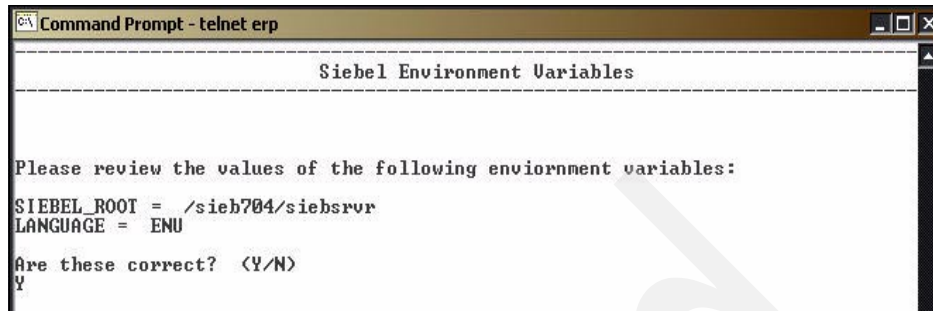 Command Prompt - telnet erp
Siebel Environment Variables
Please review the values of the following enviornment variables:
SIEBEL_ROOT = /sieb704/siebsrvr
LANGUAGE = ENU
Are these correct? (Y/N)
Y